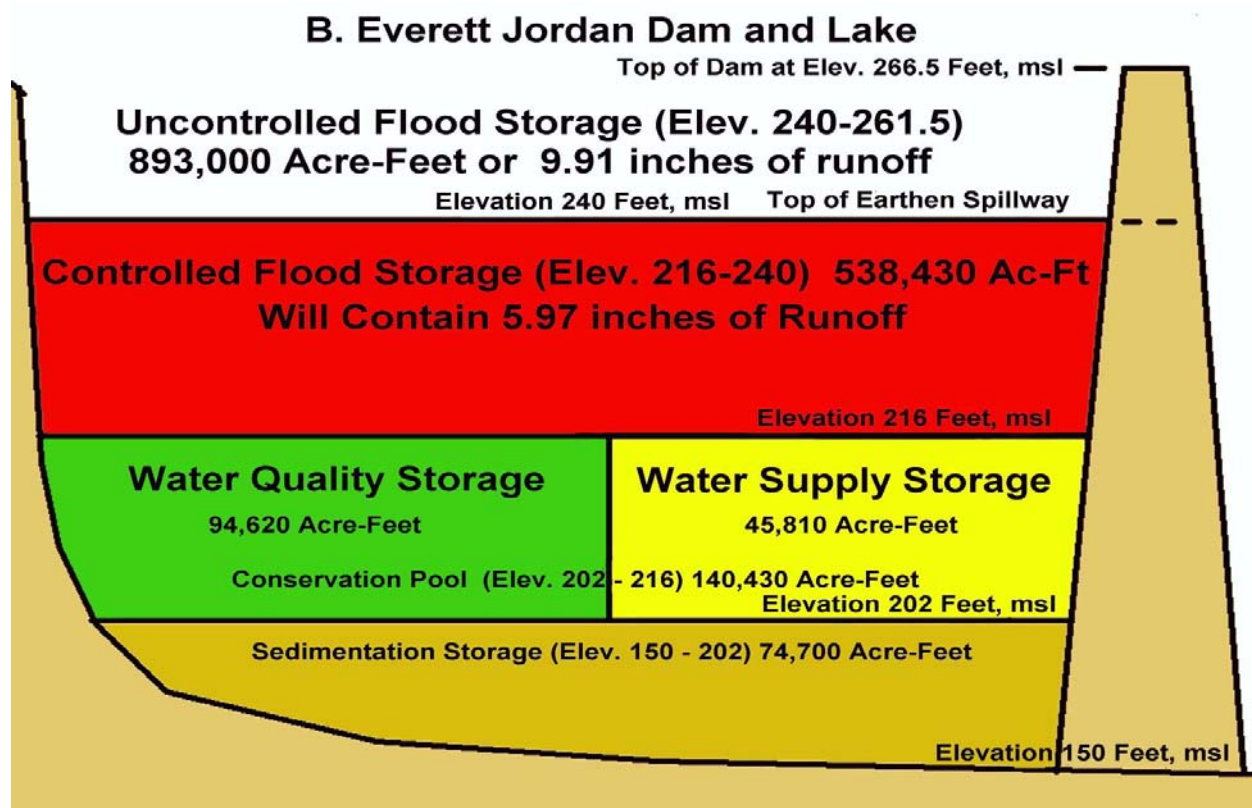 B. Everett Jordan Dam and Lake
Top of Dam at Elev. 266.5 Feet, msl
Uncontrolled Flood Storage (Elev. 240-261.5)
893,000 Acre-Feet or 9.91 inches of runoff
Elevation 240 Feet, msl
Top of Earthen Spillway
Controlled Flood Storage (Elev. 216-240) 538,430 Ac-Ft
Will Contain 5.97 inches of Runoff
Elevation 216 Feet, msl
Water Quality Storage
94,620 Acre-Feet
Water Supply Storage
45,810 Acre-Feet
Conservation Pool (Elev. 202 - 216) 140,430 Acre-Feet
Elevation 202 Feet, msl
Sedimentation Storage (Elev. 150 - 202) 74,700 Acre-Feet
Elevation 150 Feet, msl